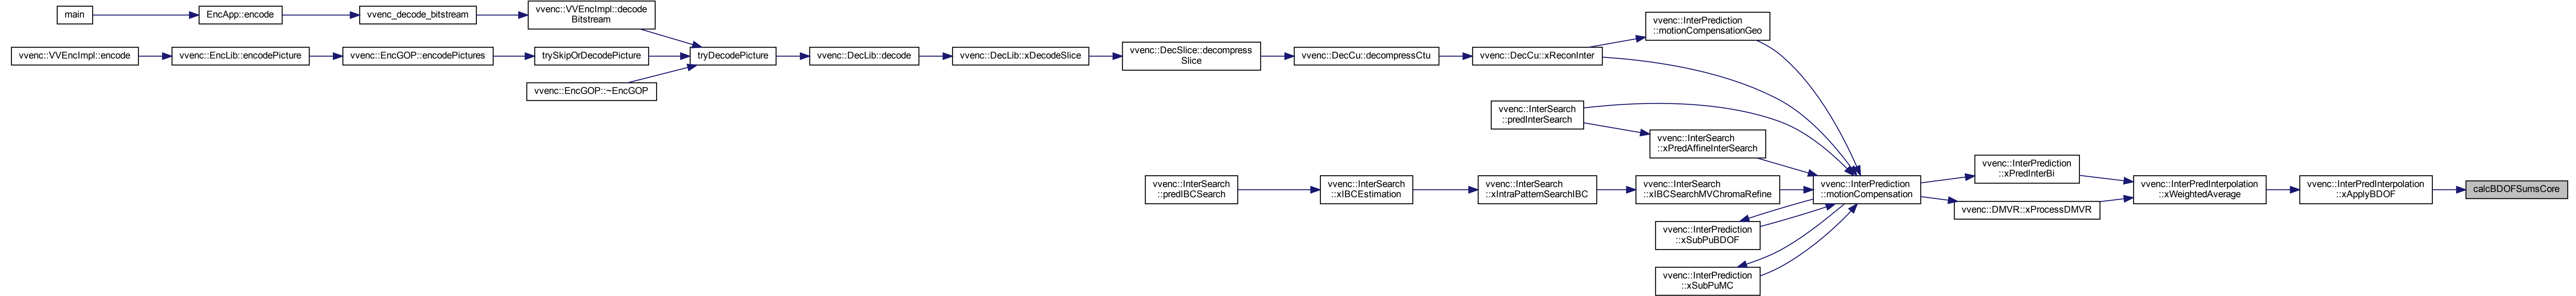 main
EncApp::encode
vvenc_decode_bitstream
vvenc::VVEncImpl::decode
Bitstream
vvenc::VVEncImpl::encode
vvenc::EncLib::encodePicture
vvenc::EncGOP::encodePictures
trySkipOrDecodePicture
vvenc::EncGOP::~EncGOP
tryDecodePicture
vvenc::DecLib::decode
vvenc::DecLib::xDecodeSlice
vvenc::DecSlice::decompress
Slice
vvenc::DecCu::decompressCtu
vvenc::DecCu::xReconInter
vvenc::InterPrediction
::motionCompensationGeo
vvenc::InterSearch
::predInterSearch
vvenc::InterSearch
::xPredAffineInterSearch
vvenc::InterSearch
::predIBCSearch
vvenc::InterSearch
::xIBCEstimation
vvenc::InterSearch
::xIntraPatternSearchIBC
vvenc::InterSearch
::xIBCSearchMVChromaRefine
vvenc::InterPrediction
::xSubPuBDOF
vvenc::InterPrediction
::xSubPuMC
vvenc::InterPrediction
::motionCompensation
vvenc::InterPrediction
::xPredInterBi
vvenc::DMVR::xProcessDMVR
vvenc::InterPredInterpolation
::xWeightedAverage
vvenc::InterPredInterpolation
::xApplyBDOF
calcBDOFSumsCore